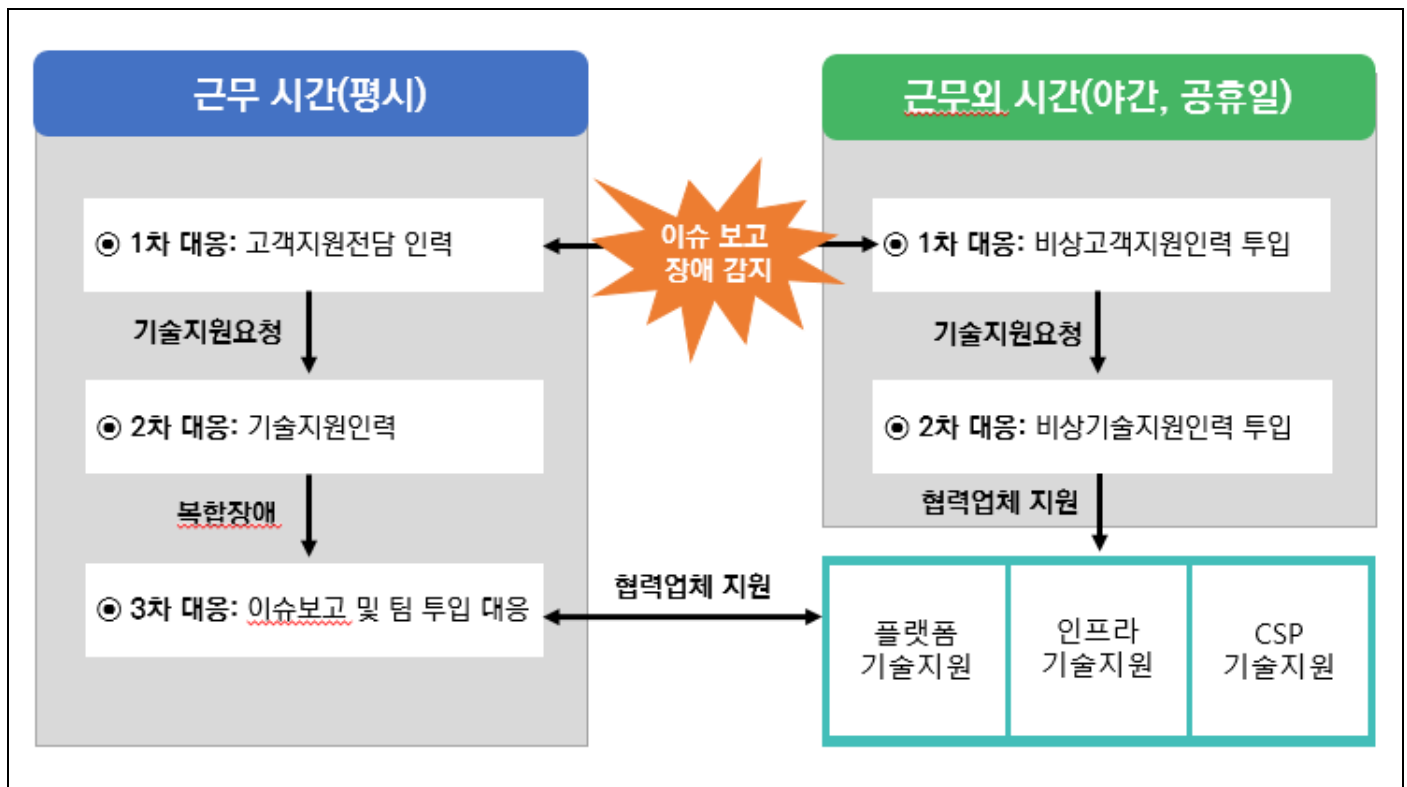 근무 시간(평시)
근무외 시간(야간, 공휴일)
이슈 보고
장애 감지
◉ 1차 대응: 고객지원전담 인력
기술지원요청
◉ 2차 대응: 기술지원인력
복합장애
◉ 3차 대응: 이슈보고 및 팀 투입 대응
◉ 1차 대응: 비상고객지원인력 투입
기술지원요청
◉ 2차 대응: 비상기술지원인력 투입
협력업체 지원
협력업체 지원
플랫폼
기술지원
인프라
기술지원
CSP
기술지원